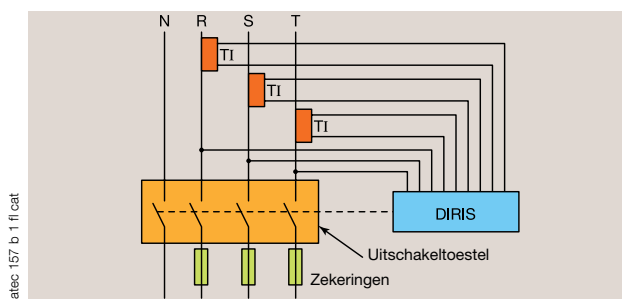 N R S T
TI
TI
TI
DIRIS
Uitschakeltoestel
Zekeringen
atec 157 b 1 fl cat